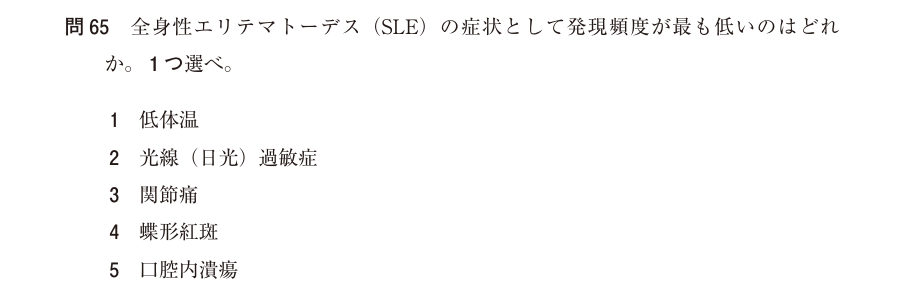 問65　全身性エリテマトーデス（SLE）の症状として発現頻度が最も低いのはどれ
か。1つ選べ。
1　低体温
2　光線（日光）過敏症
3　関節痛
4　蝶形紅斑
5　口腔内潰瘍